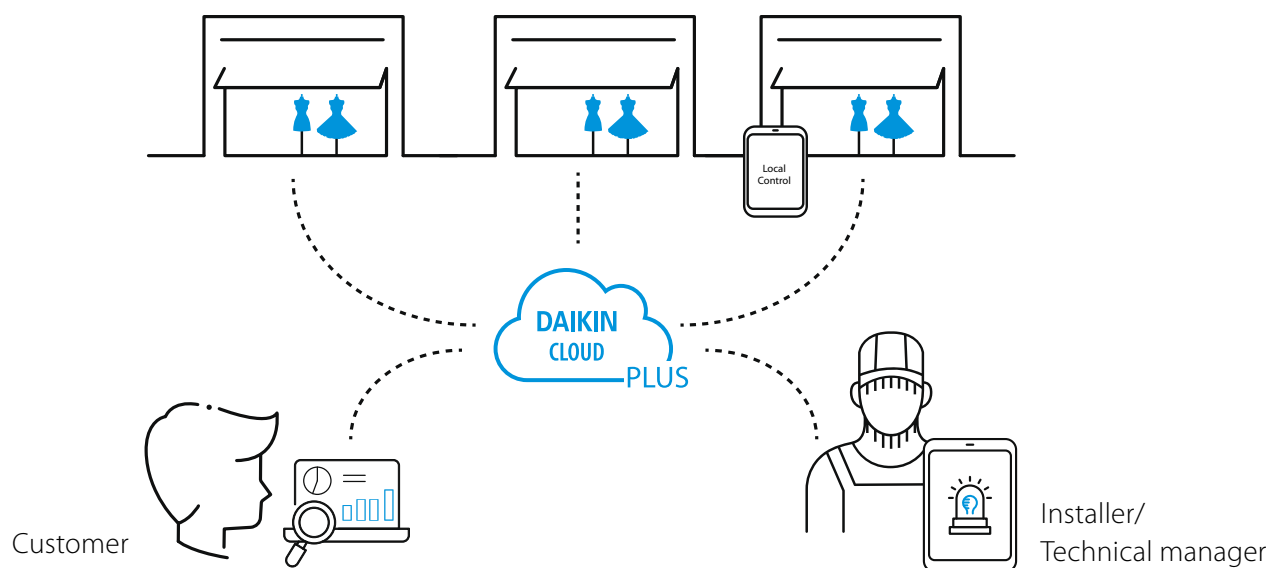 Local
Control
DAIKIN
CLOUD
PLUS
Customer
Installer/
Technical manager